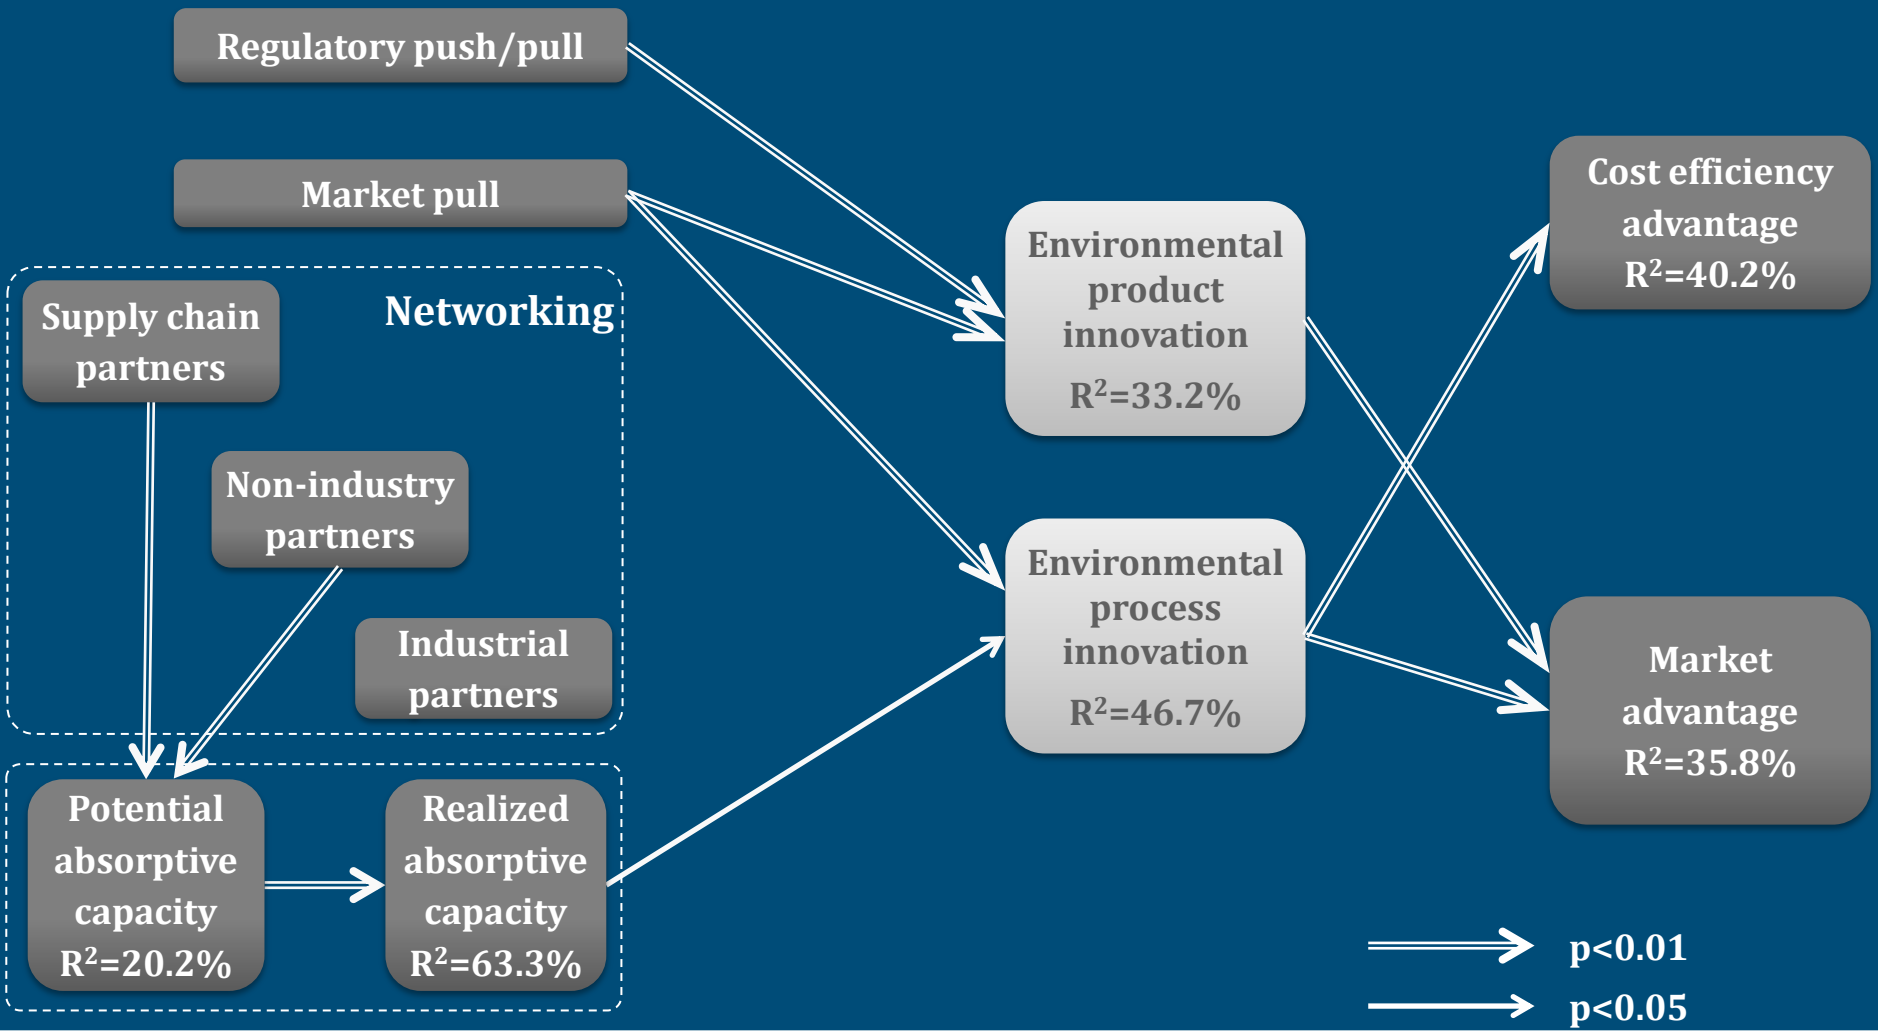 Regulatory push/pull
Market pull
Networking
Supply chain
partners
Non-industry
partners
Industrial
partners
Potential
absorptive
capacity
R²=20.2%
Realized
absorptive
capacity
R²=63.3%
Environmental
product
innovation
R²=33.2%
Environmental
process
innovation
R²=46.7%
Cost efficiency
advantage
R²=40.2%
Market
advantage
R²=35.8%
p<0.01
p<0.05